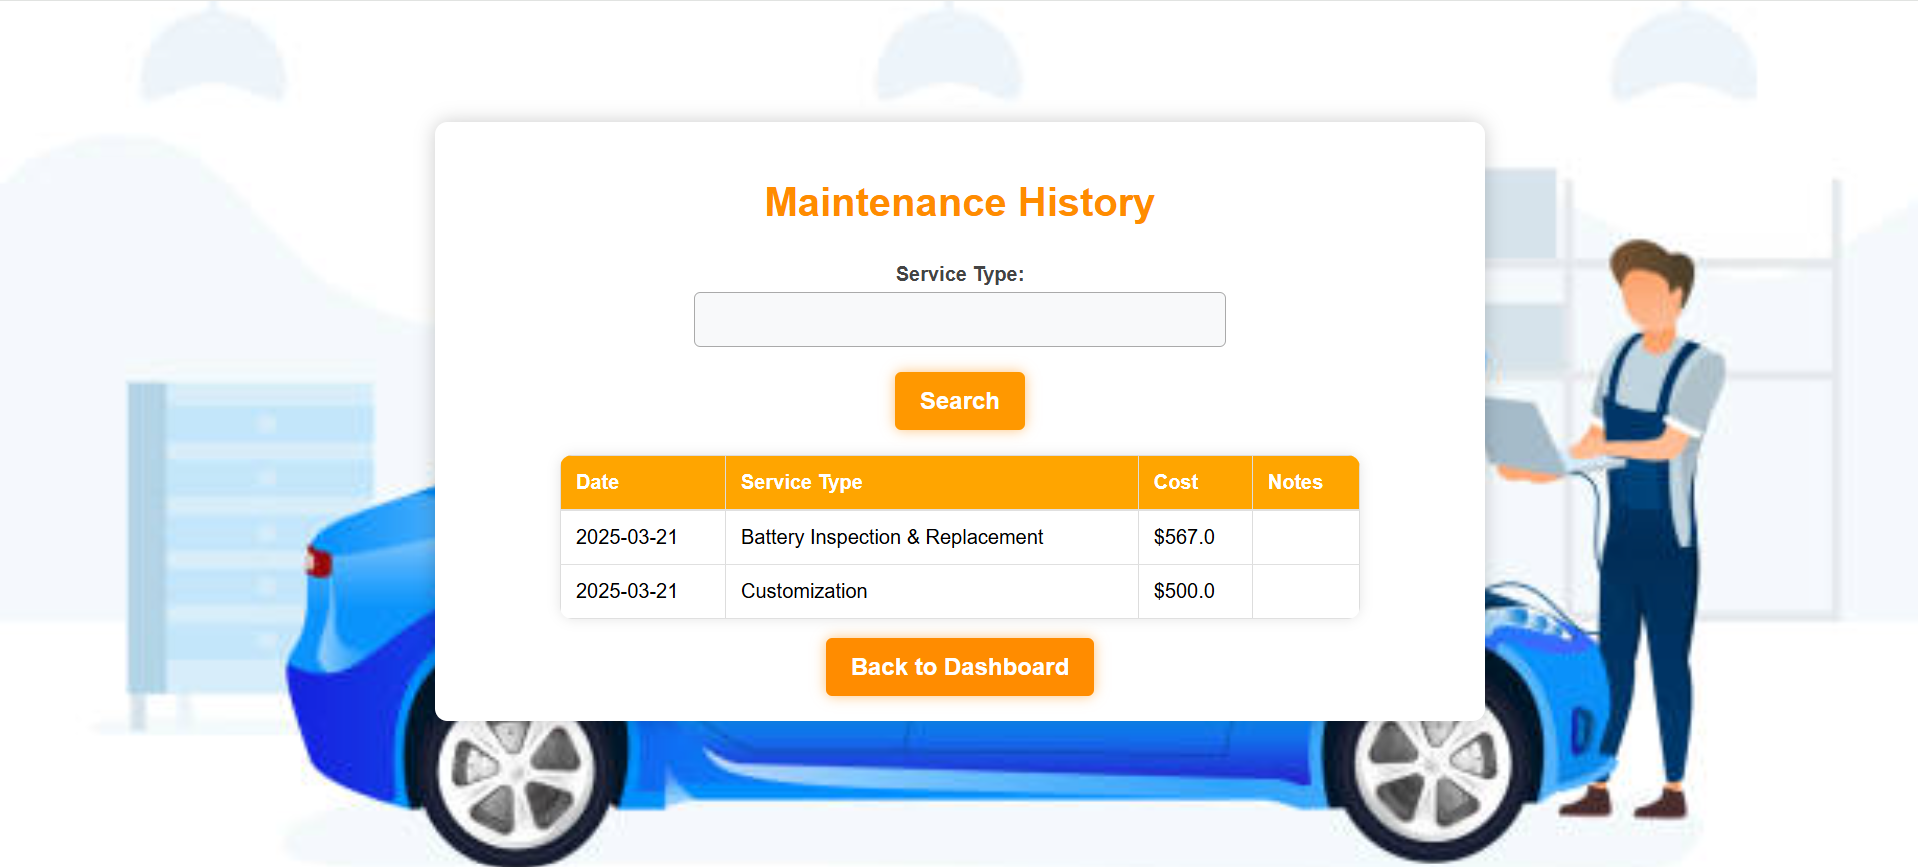 Maintenance History
Service Type:
Search
Date Service Type Cost Notes
2025-03-21 Battery Inspection & Replacement $567.0
2025-03-21 Customization $500.0
Back to Dashboard